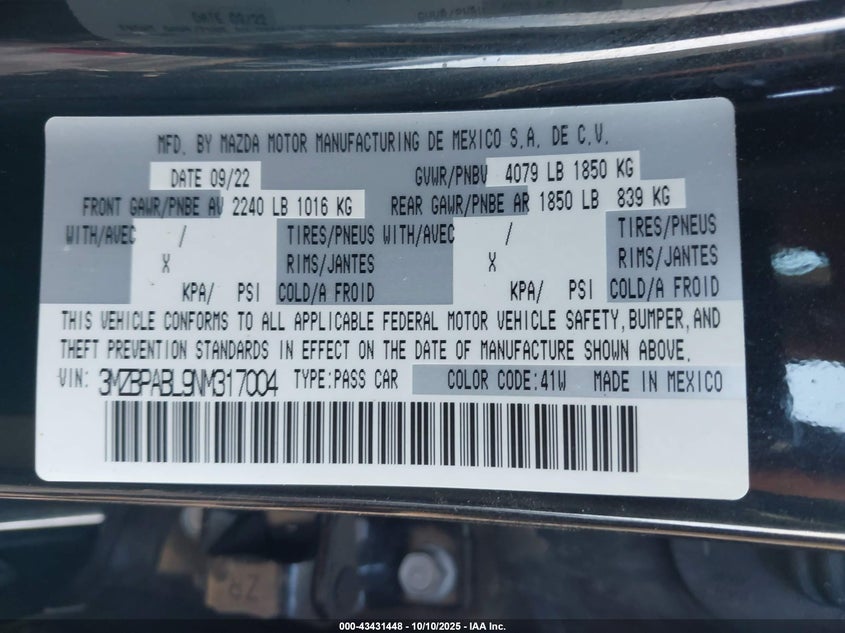 MFD. BY MAZDA MOTOR MANUFACTURING DE MEXICO S.A. DE C.V.
DATE 09/22 GVWR/PNBV 4079 LB 1850 KG
FRONT GAWR/PNBE AV 2240 LB 1016 KG REAR GAWR/PNBE AR 1850 LB 839 KG
WITH/AVEC / TIRES/PNEUS WITH/AVEC / TIRES/PNEUS
X RIMS/JANTES X RIMS/JANTES
KPA/ PSI COLD/A FROID KPA/ PSI COLD/A FROID
THIS VEHICLE CONFORMS TO ALL APPLICABLE FEDERAL MOTOR VEHICLE SAFETY, BUMPER, AND
THEFT PREVENTION STANDARDS IN EFFECT ON THE DATE OF MANUFACTURE SHOWN ABOVE.
VIN: 3MZBPABL9NM317004 TYPE:PASS CAR COLOR CODE:41W MADE IN MEXICO
ZR
000-43431448 - 10/10/2025 - IAA Inc.